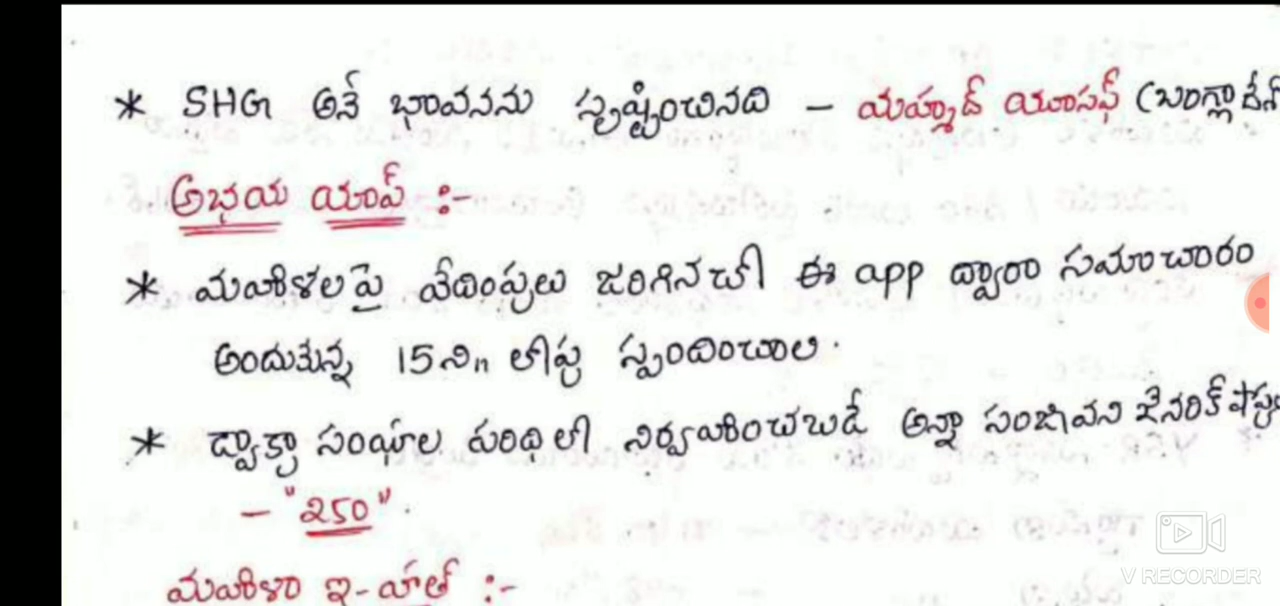 * SHG అనే భావనను సృష్టించినది – మహ్మద్ యూసఫ్ (బంగ్లాదేశ్
అభయ యాప్ :-
* మహిళలపై వేదింపులు జరిగినచో ఈ app ద్వారా సమాచారం
అందుకున్న 15ని॥ లోపు స్పందించాలి.
* డ్వాక్రా సంఘాల పరిధిలో నిర్వహించబడే అన్నా సంజీవని జెనరిక్ షాపుల
– "250".
మహిళా ఇ-హాత్ :-
V RECORDER